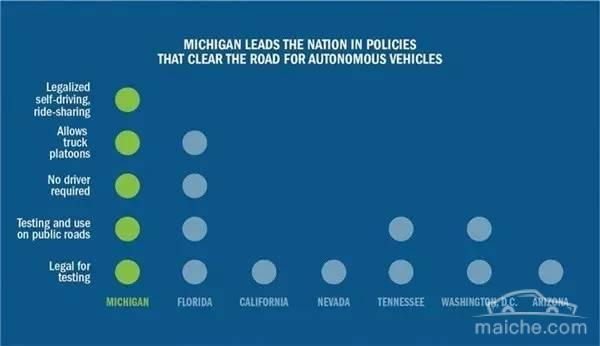 MICHIGAN LEADS THE NATION IN POLICIES
THAT CLEAR THE ROAD FOR AUTONOMOUS VEHICLES
Legalized
self-driving,
ride-sharing
Allows
truck
platoons
No driver
required
Testing and use
on public roads
Legal for
testing
MICHIGAN
FLORIDA
CALIFORNIA
NEVADA
TENNESSEE
WASHINGTON, D.C.
ARIZONA
maiche.com